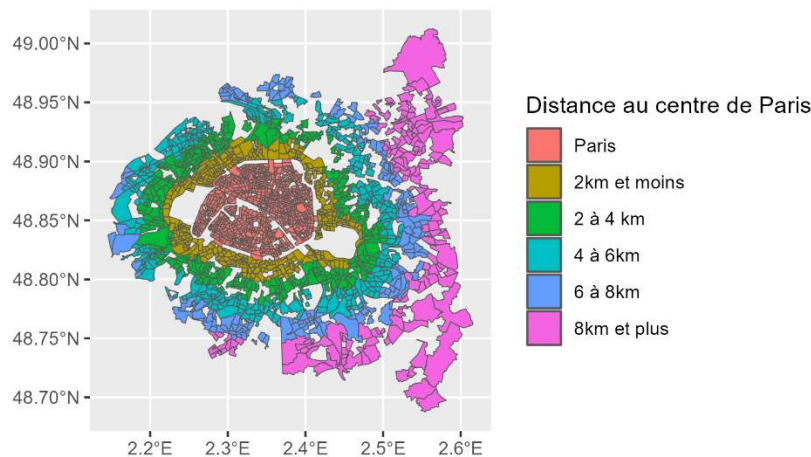 49.00°N
48.95°N
48.90°N
48.85°N
48.80°N
48.75°N
48.70°N
2.2°E 2.3°E 2.4°E 2.5°E 2.6°E
Distance au centre de Paris
Paris
2km et moins
2 à 4 km
4 à 6km
6 à 8km
8km et plus